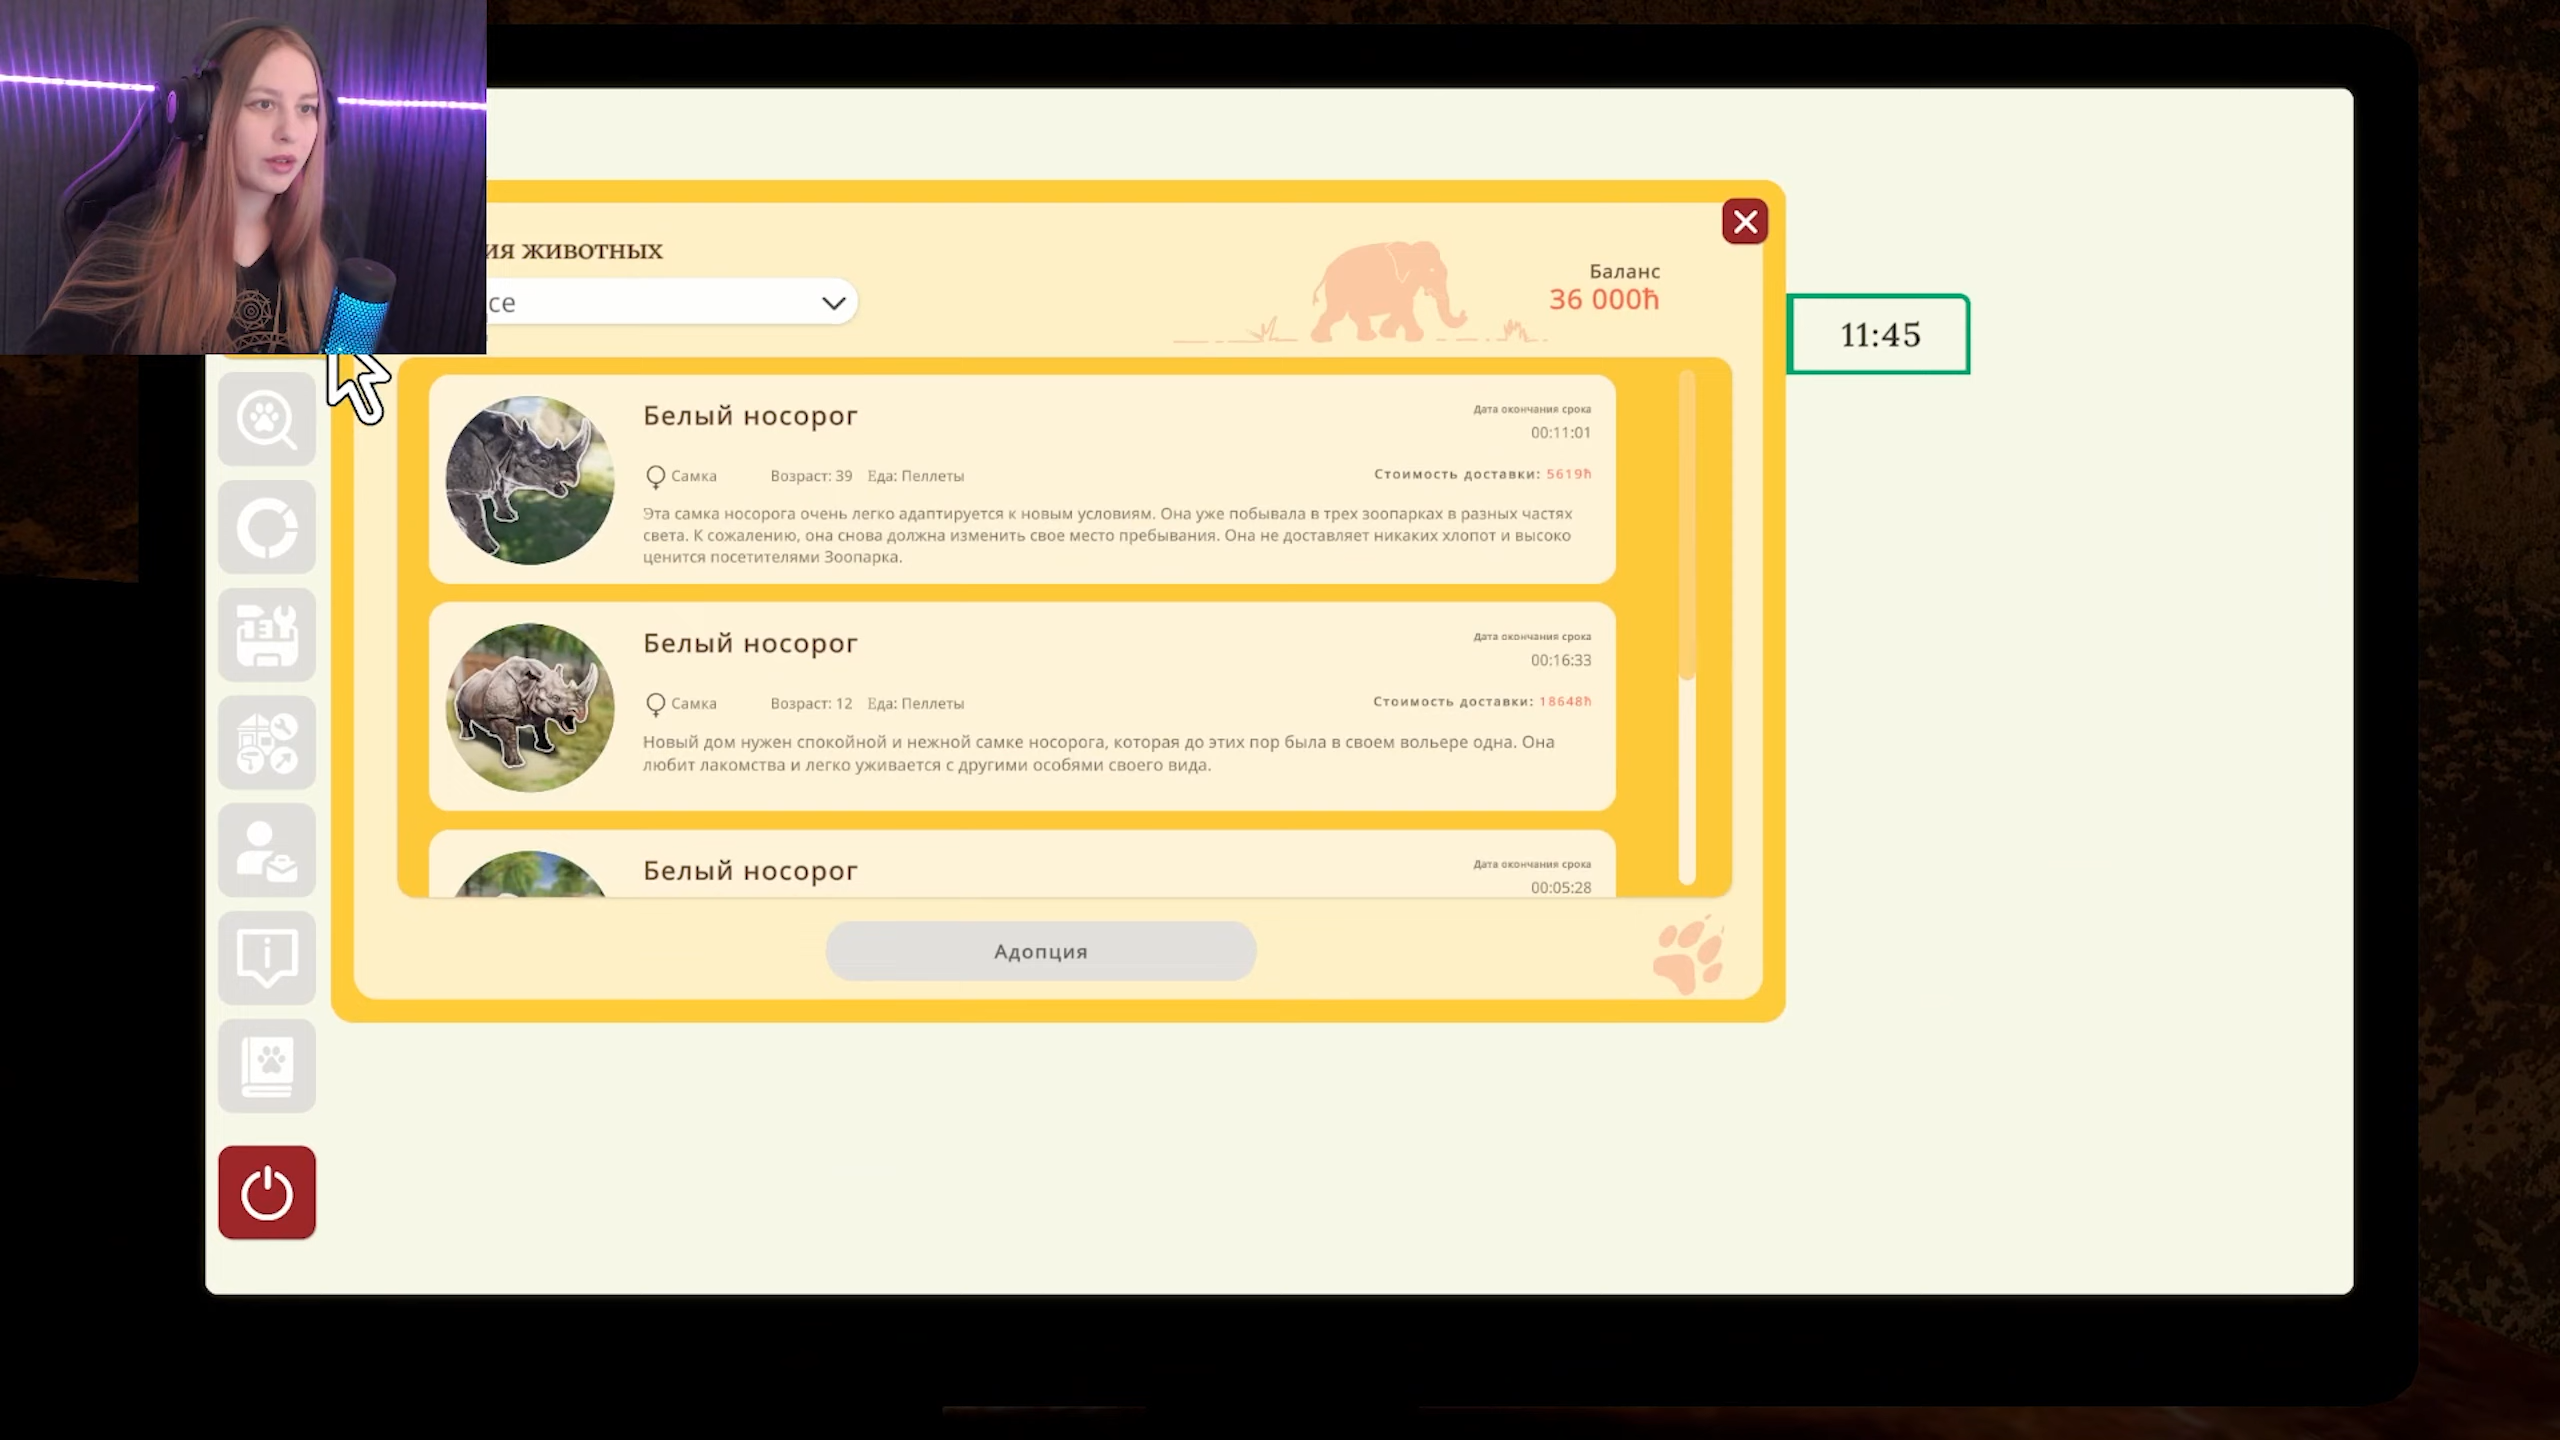 ия животных
се
Баланс
36 000ħ
11:45
Белый носорог
Дата окончания срока
00:11:01
Самка Возраст: 39 Еда: Пеллеты
Стоимость доставки: 5619ħ
Эта самка носорога очень легко адаптируется к новым условиям. Она уже побывала в трех зоопарках в разных частях
света. К сожалению, она снова должна изменить свое место пребывания. Она не доставляет никаких хлопот и высоко
ценится посетителями Зоопарка.
Белый носорог
Дата окончания срока
00:16:33
Самка Возраст: 12 Еда: Пеллеты
Стоимость доставки: 18648ħ
Новый дом нужен спокойной и нежной самке носорога, которая до этих пор была в своем вольере одна. Она
любит лакомства и легко уживается с другими особями своего вида.
Белый носорог
Дата окончания срока
00:05:28
Адопция